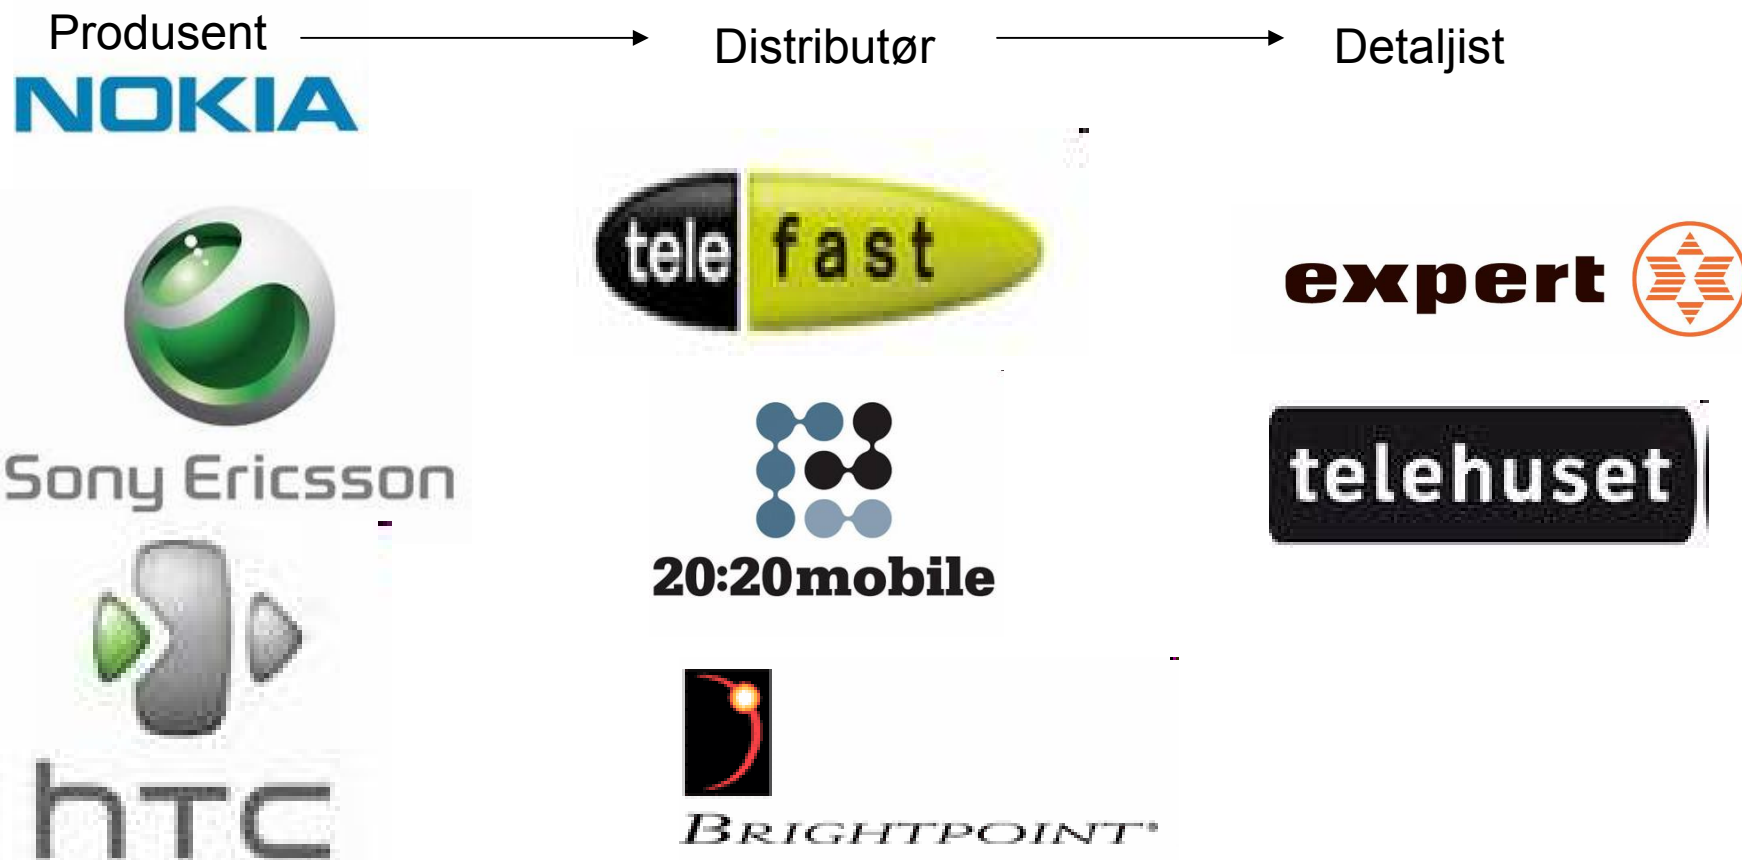 Produsent
Distributør
Detaljist
NOKIA
tele fast
expert
Sony Ericsson
telehuset
20:20mobile
hTC
BRIGHTPOINT®